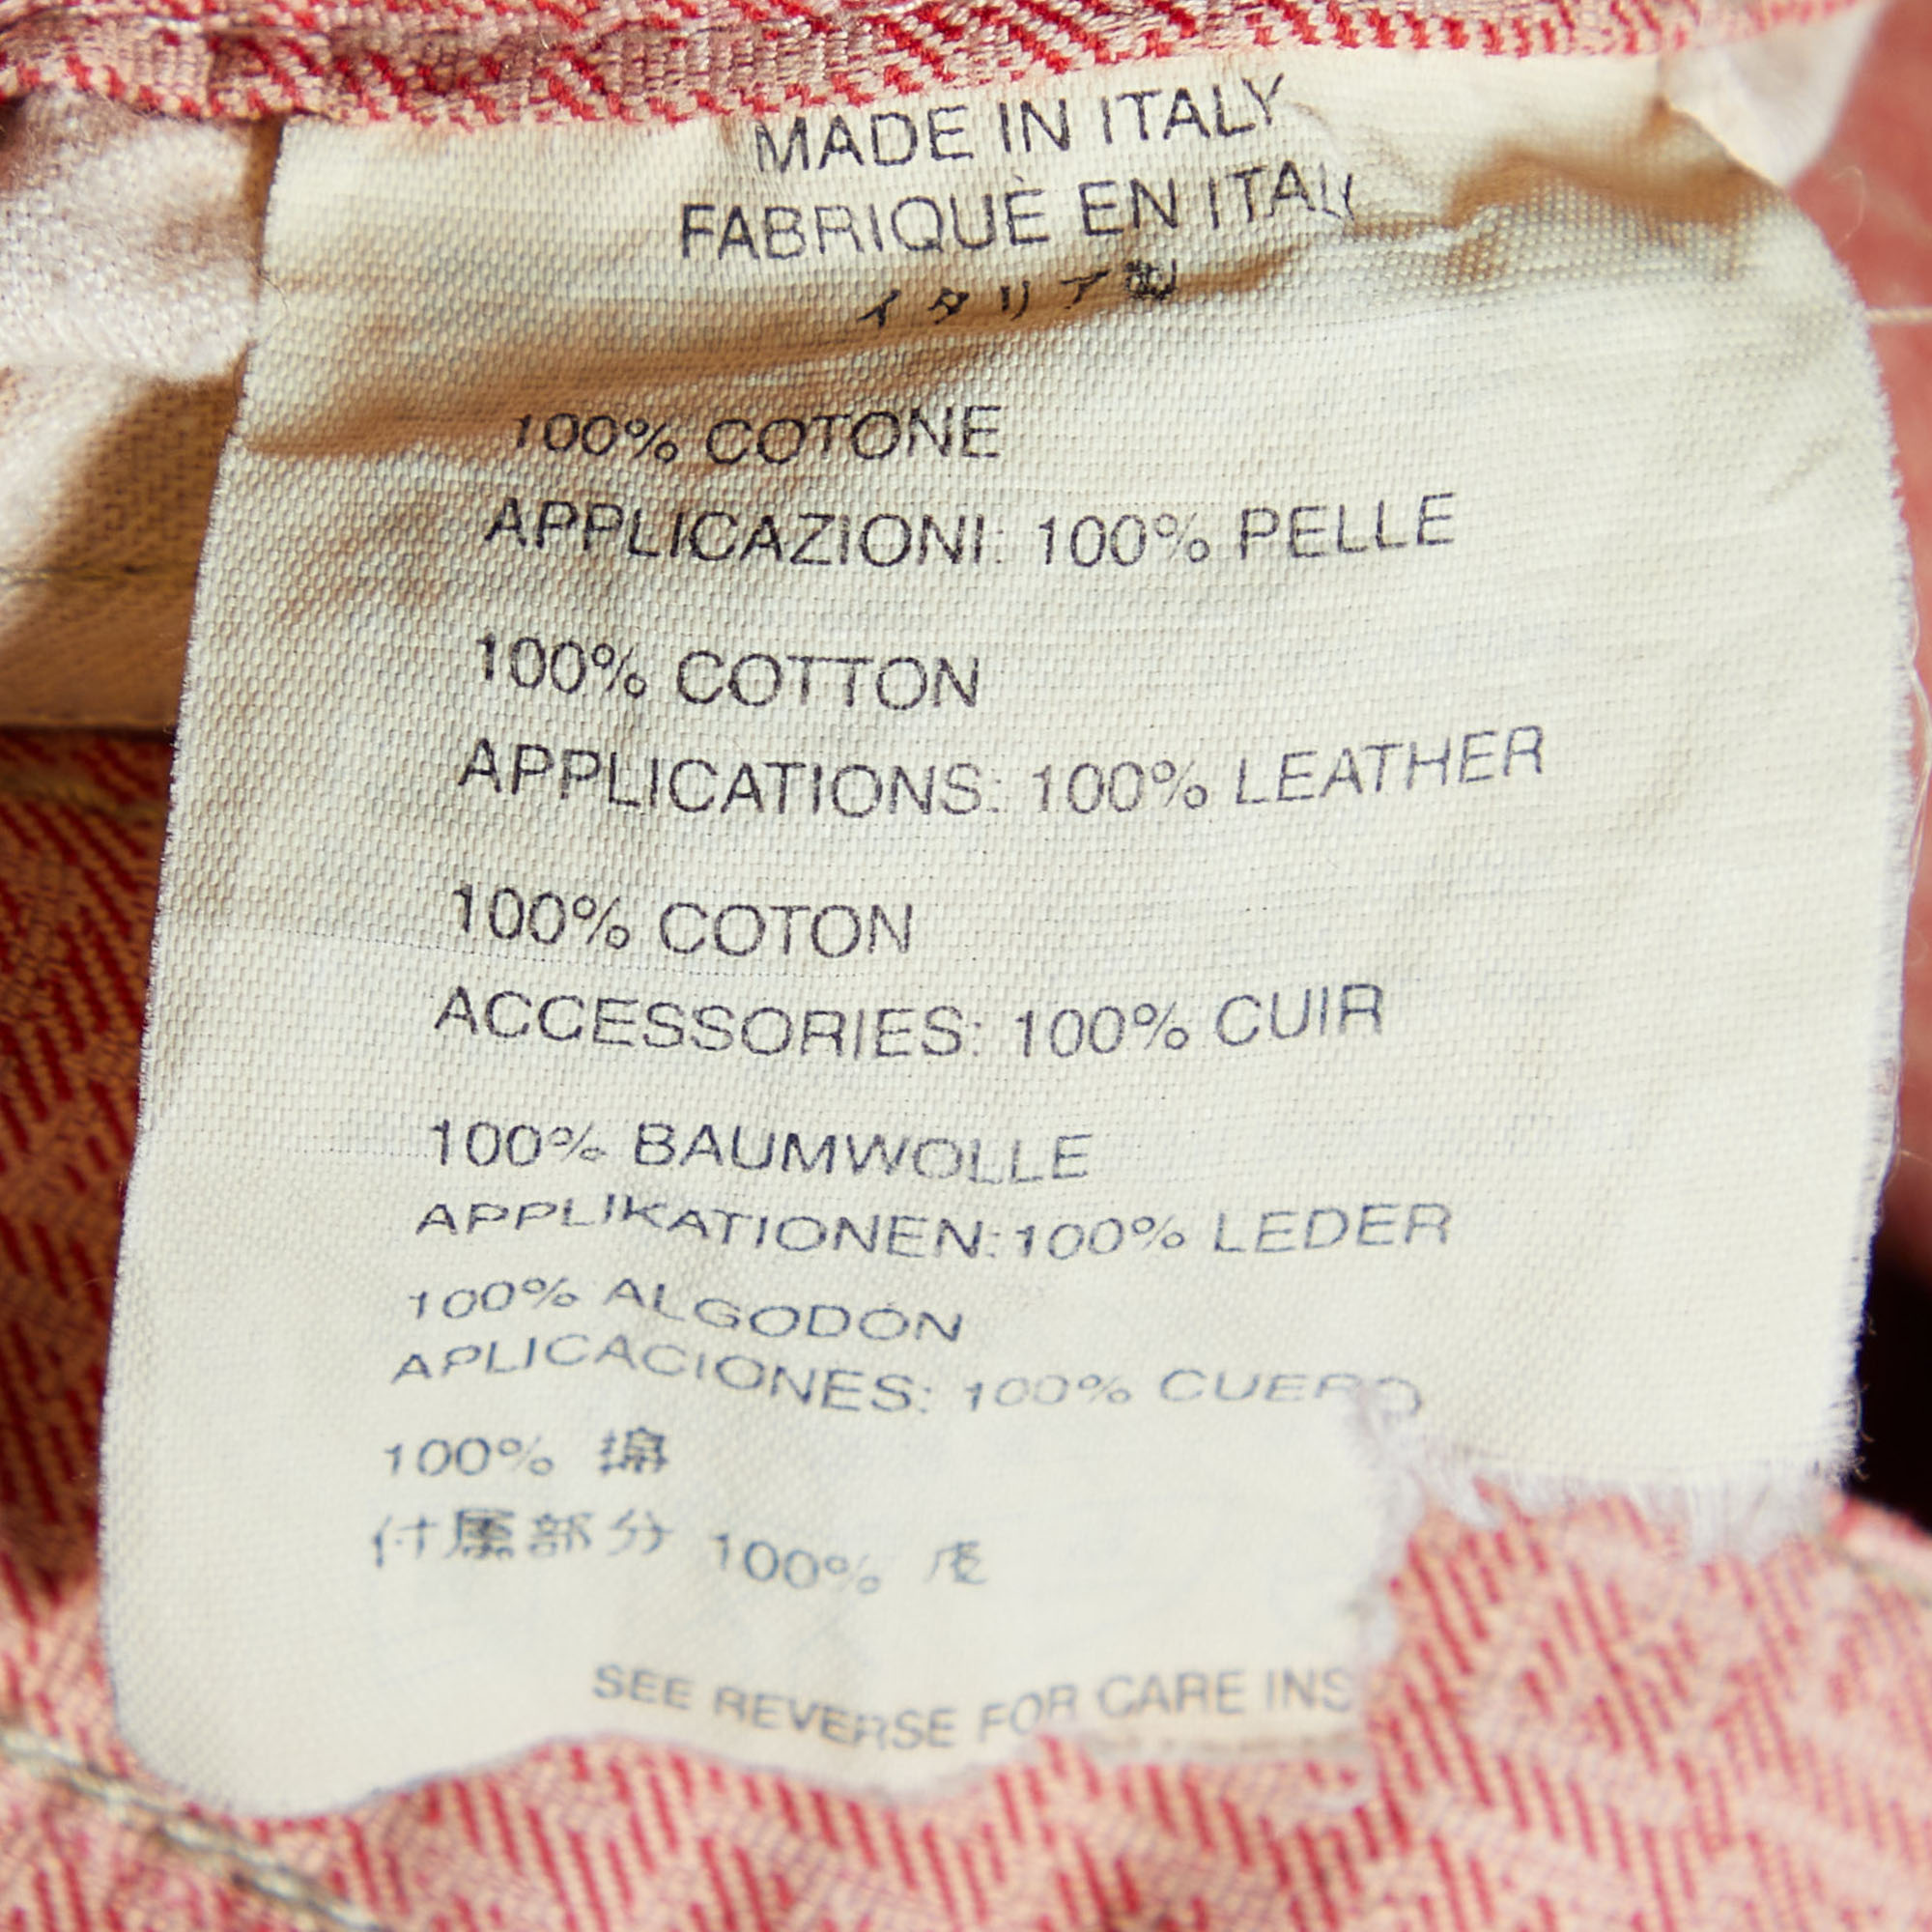 MADE IN ITALY
FABRIQUÈ EN ITALY
イタリア製
100% COTONE
APPLICAZIONI: 100% PELLE
100% COTTON
APPLICATIONS: 100% LEATHER
100% COTON
ACCESSORIES: 100% CUIR
100% BAUMWOLLE
APPLIKATIONEN: 100% LEDER
100% ALGODÓN
APLICACIONES: 100% CUERO
100% 綿
付属部分 100% 皮
SEE REVERSE FOR CARE INS